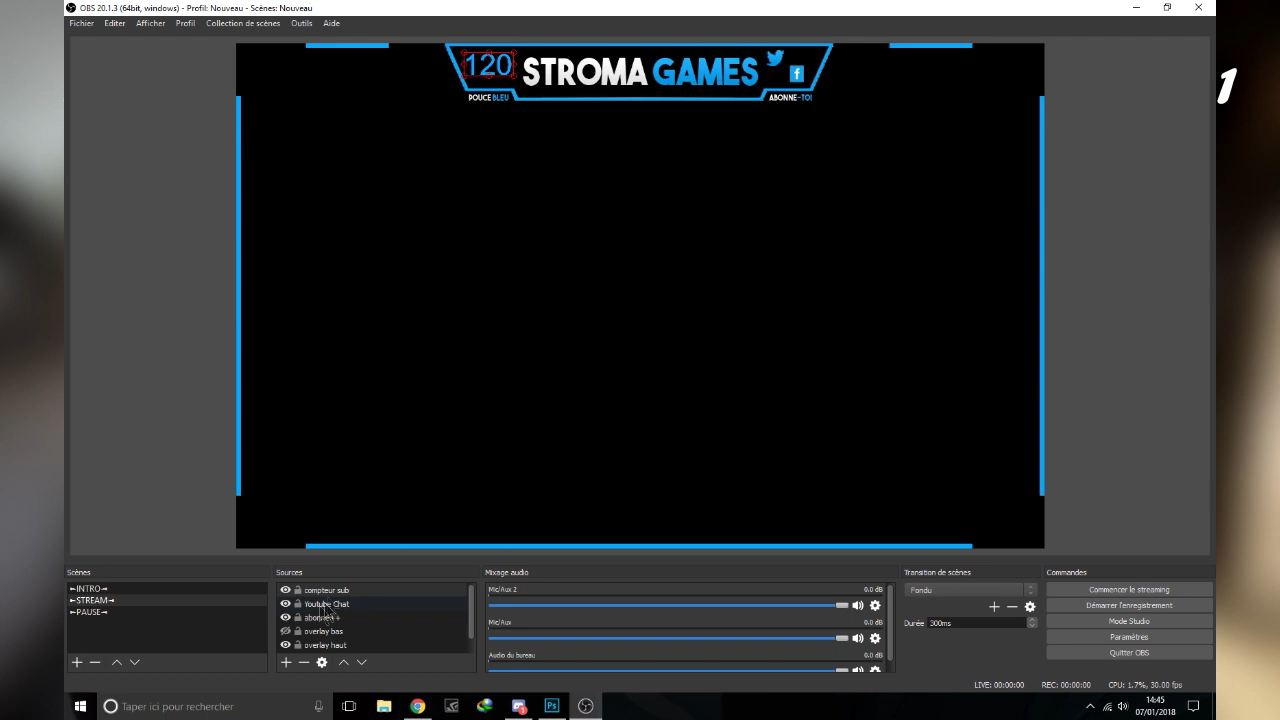 OBS 20.1.3 (64bit, windows) - Profil: Nouveau - Scènes: Nouveau
Fichier Editer Afficher Profil Collection de scènes Outils Aide
120 STROMA GAMES
POUCE BLEU ABONNE-TOI
1
Scènes
INTRO
STREAM
PAUSE
Sources
compteur sub
Youtube Chat
overlay bas
overlay haut
Mixage audio
Mic/Aux 2 0.0 dB
Mic/Aux 0.0 dB
Audio du bureau 0.0 dB
Transition de scènes
Fondu
Durée 300ms
Commandes
Commencer le streaming
Démarrer l'enregistrement
Mode Studio
Paramètres
Quitter OBS
LIVE: 00:00:00 REC: 00:00:00 CPU: 1.7%, 30.00 fps
Taper ici pour rechercher
Ps
14:45
07/01/2018